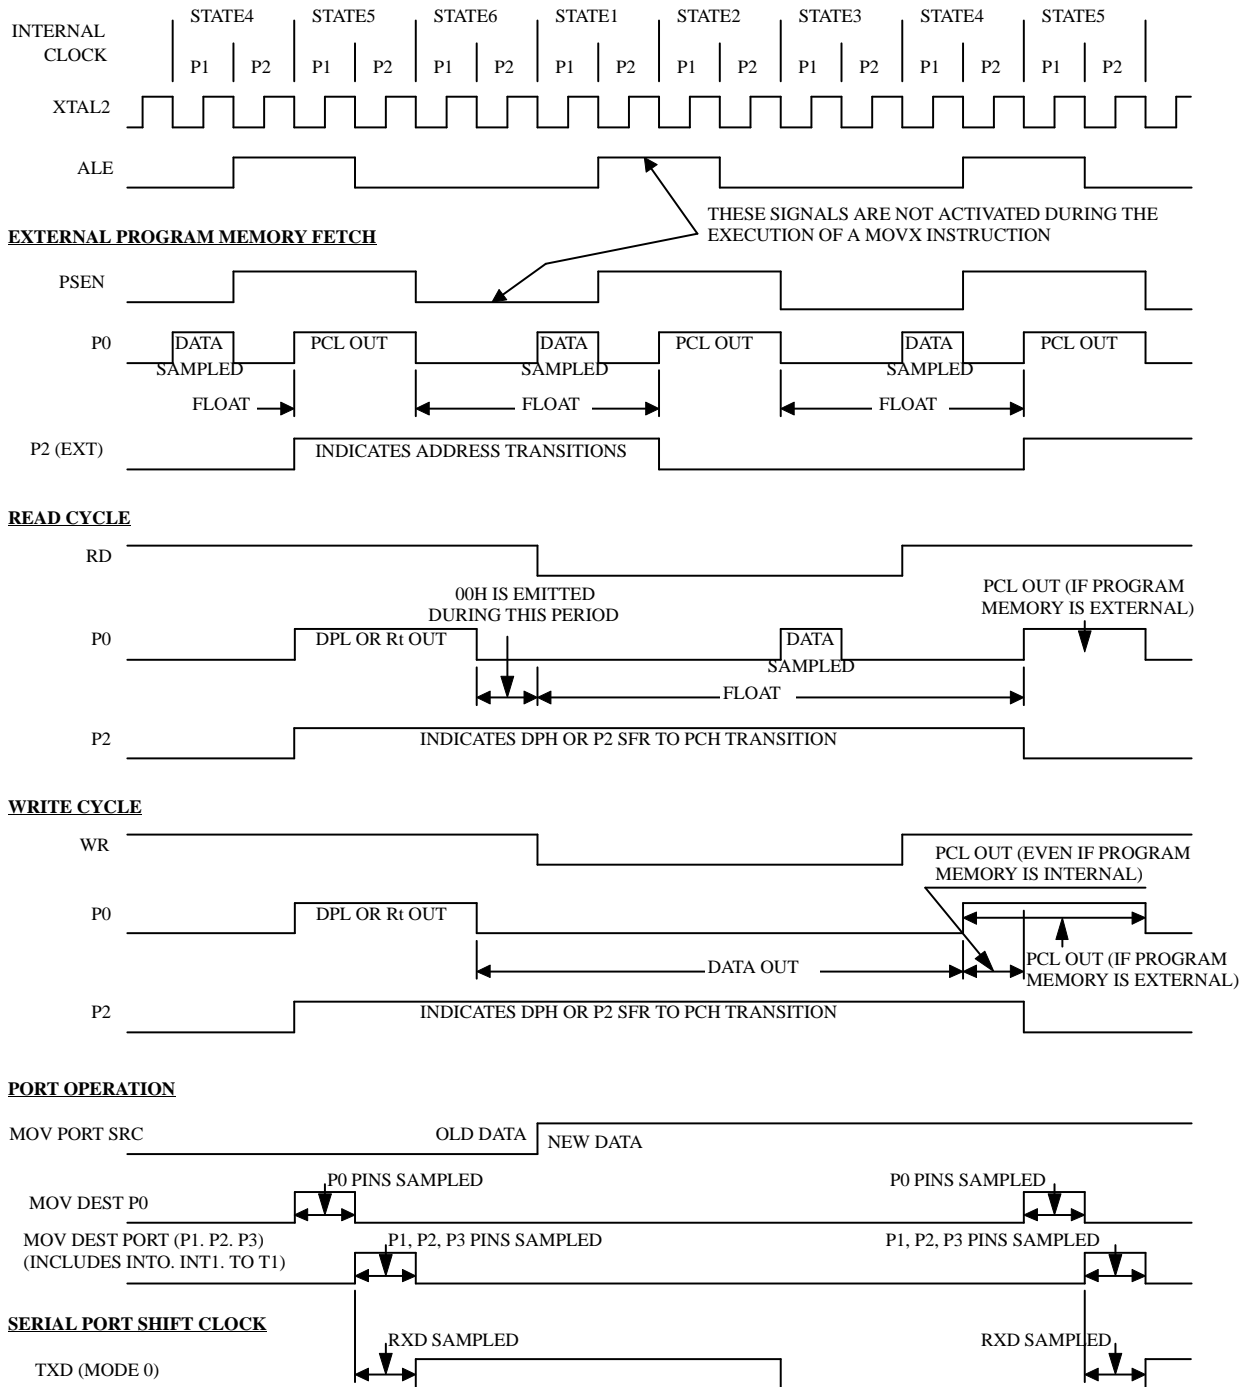 INTERNAL
CLOCK
STATE4 STATE5 STATE6 STATE1 STATE2 STATE3 STATE4 STATE5
P1 P2 P1 P2 P1 P2 P1 P2 P1 P2 P1 P2 P1 P2 P1 P2
XTAL2
ALE
THESE SIGNALS ARE NOT ACTIVATED DURING THE
EXECUTION OF A MOVX INSTRUCTION
EXTERNAL PROGRAM MEMORY FETCH
PSEN
P0
DATA PCL OUT DATA PCL OUT DATA PCL OUT
SAMPLED SAMPLED SAMPLED
FLOAT FLOAT FLOAT
P2 (EXT)
INDICATES ADDRESS TRANSITIONS
READ CYCLE
RD
00H IS EMITTED
DURING THIS PERIOD
PCL OUT (IF PROGRAM
MEMORY IS EXTERNAL)
P0
DPL OR Rt OUT
DATA
SAMPLED
FLOAT
P2
INDICATES DPH OR P2 SFR TO PCH TRANSITION
WRITE CYCLE
WR
PCL OUT (EVEN IF PROGRAM
MEMORY IS INTERNAL)
P0
DPL OR Rt OUT
DATA OUT
PCL OUT (IF PROGRAM
MEMORY IS EXTERNAL)
P2
INDICATES DPH OR P2 SFR TO PCH TRANSITION
PORT OPERATION
MOV PORT SRC
OLD DATA
NEW DATA
P0 PINS SAMPLED P0 PINS SAMPLED
MOV DEST P0
MOV DEST PORT (P1. P2. P3)
(INCLUDES INTO. INT1. TO T1)
P1, P2, P3 PINS SAMPLED P1, P2, P3 PINS SAMPLED
SERIAL PORT SHIFT CLOCK
RXD SAMPLED RXD SAMPLED
TXD (MODE 0)